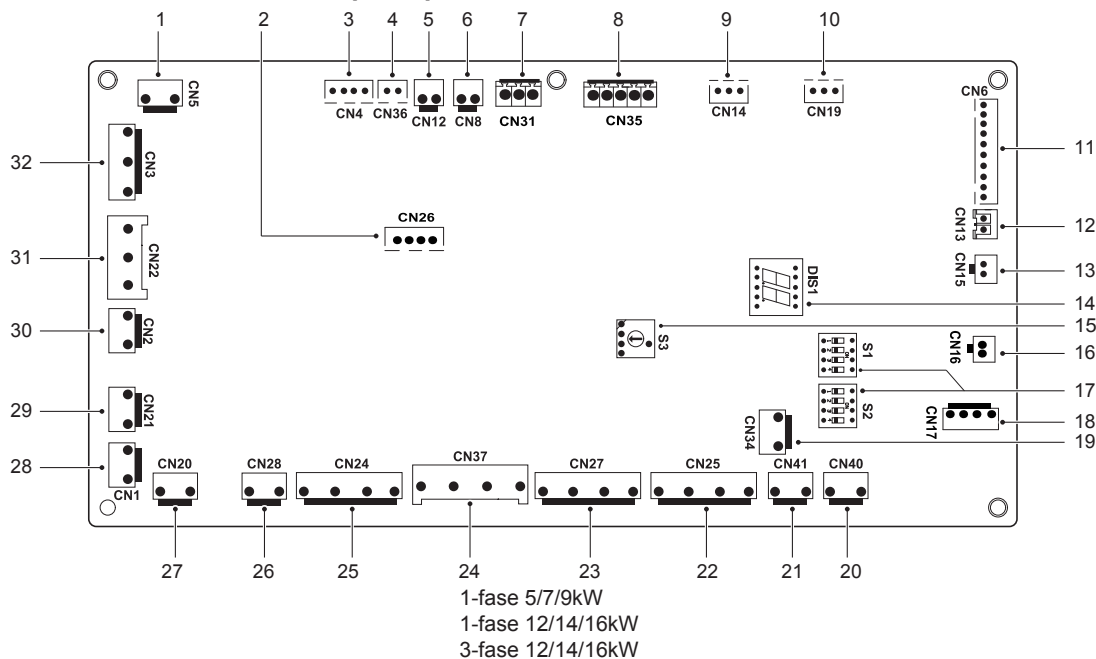 1 2 3 4 5 6 7 8 9 10
CN5
CN4 CN36 CN12 CN8 CN31 CN35 CN14 CN19 CN6
11
32 CN3
CN26
CN13 12
31 CN22
CN15 13
DIS1 14
30 CN2
S3 15
S1
CN16 16
17
29 CN21
S2
CN17 18
CN34 19
28 CN1
CN20 CN28 CN24 CN37 CN27 CN25 CN41 CN40
27 26 25 24 23 22 21 20
1-fase 5/7/9kW
1-fase 12/14/16kW
3-fase 12/14/16kW